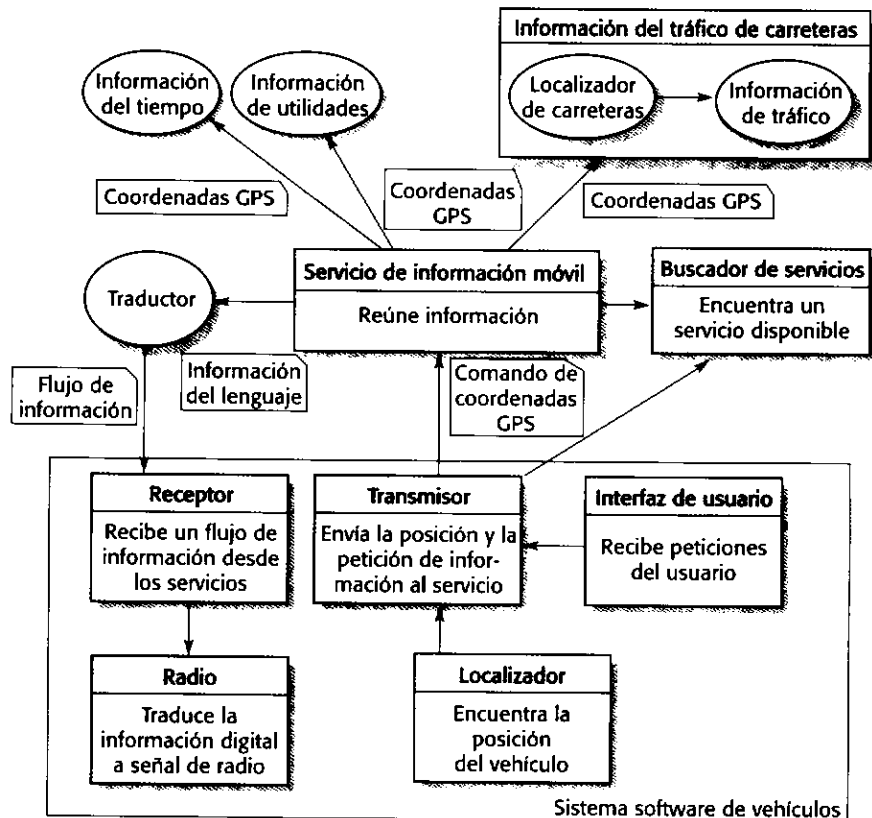 Información del tráfico de carreteras
Información
del tiempo
Información
de utilidades
Localizador
de carreteras
Información
de tráfico
Coordenadas GPS
Coordenadas
GPS
Coordenadas GPS
Servicio de información móvil
Reúne información
Buscador de servicios
Encuentra un
servicio disponible
Traductor
Flujo de
información
Información
del lenguaje
Comando de
coordenadas
GPS
Receptor
Recibe un flujo de
información desde
los servicios
Transmisor
Envía la posición y la
petición de infor-
mación al servicio
Interfaz de usuario
Recibe peticiones
del usuario
Radio
Traduce la
información digital
a señal de radio
Localizador
Encuentra la
posición
del vehículo
Sistema software de vehículos